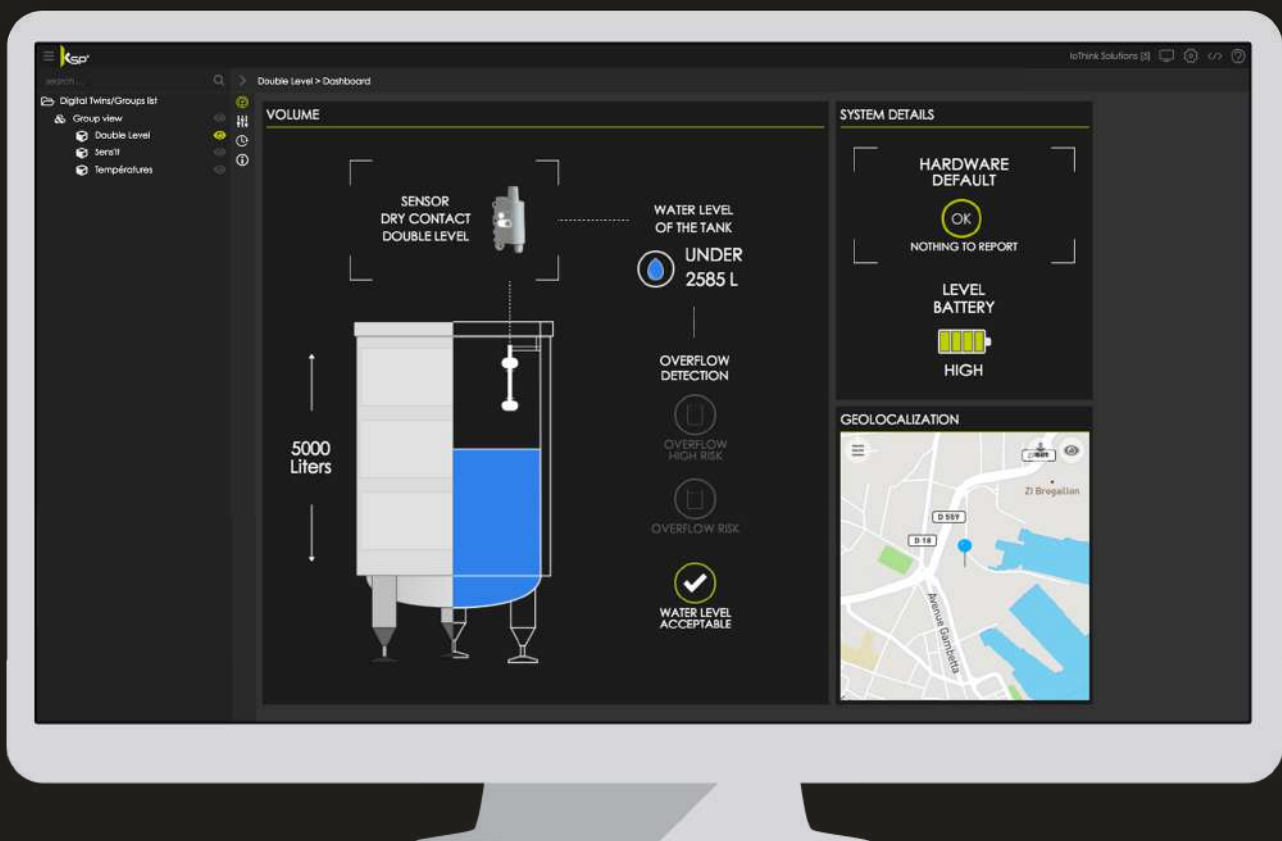 KSP
IoThink Solutions [3]
search ...
Double Level > Dashboard
Digital Twins/Groups list
Group view
Double Level
Sens'it
Températures
VOLUME
SENSOR
DRY CONTACT
DOUBLE LEVEL
WATER LEVEL
OF THE TANK
UNDER
2585 L
5000
Liters
OVERFLOW
DETECTION
OVERFLOW
HIGH RISK
OVERFLOW RISK
WATER LEVEL
ACCEPTABLE
SYSTEM DETAILS
HARDWARE
DEFAULT
OK
NOTHING TO REPORT
LEVEL
BATTERY
HIGH
GEOLOCALIZATION
ZI Bregaillon
D 559
D 18
Avenue Gambetta